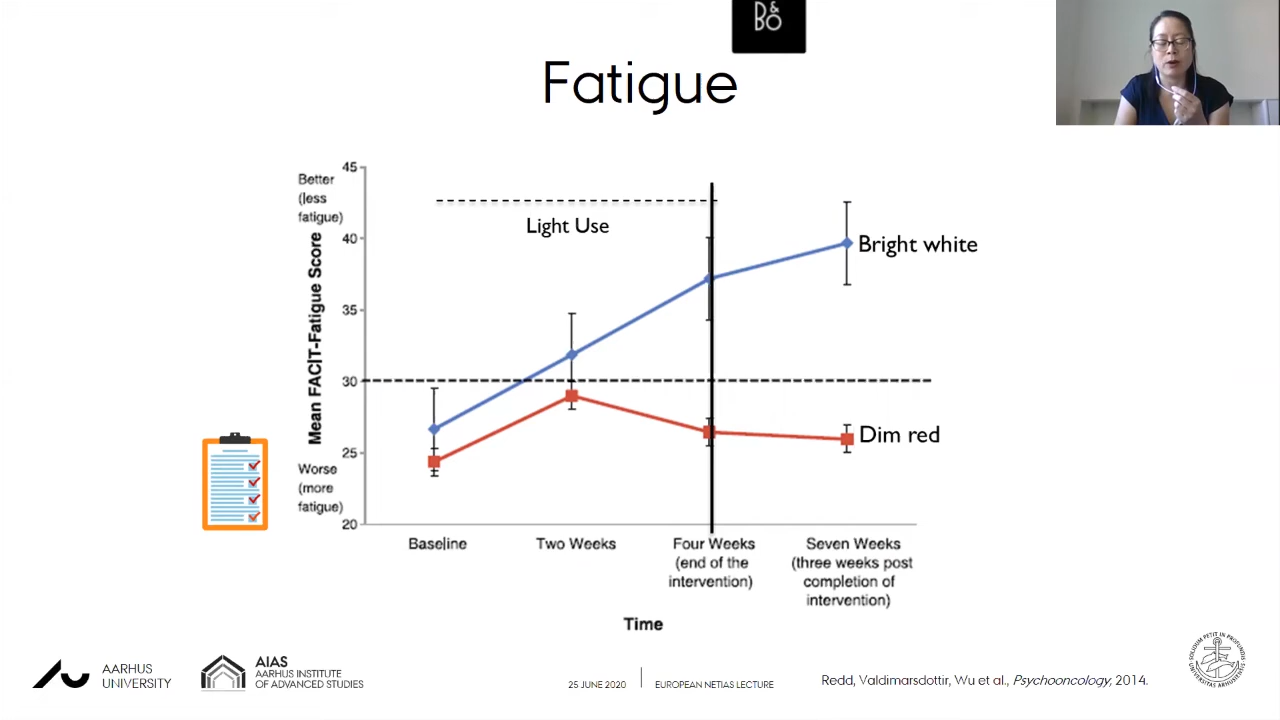 B&O
Fatigue
Better
(less
fatigue)
Mean FACIT-Fatigue Score
Worse
(more
fatigue)
45
40
35
30
25
20
Light Use
Bright white
Dim red
Baseline
Two Weeks
Four Weeks
(end of the
intervention)
Seven Weeks
(three weeks post
completion of
intervention)
Time
AARHUS
UNIVERSITY
AIAS
AARHUS INSTITUTE
OF ADVANCED STUDIES
25 JUNE 2020
EUROPEAN NETIAS LECTURE
Redd, Valdimarsdottir, Wu et al., Psychooncology, 2014.